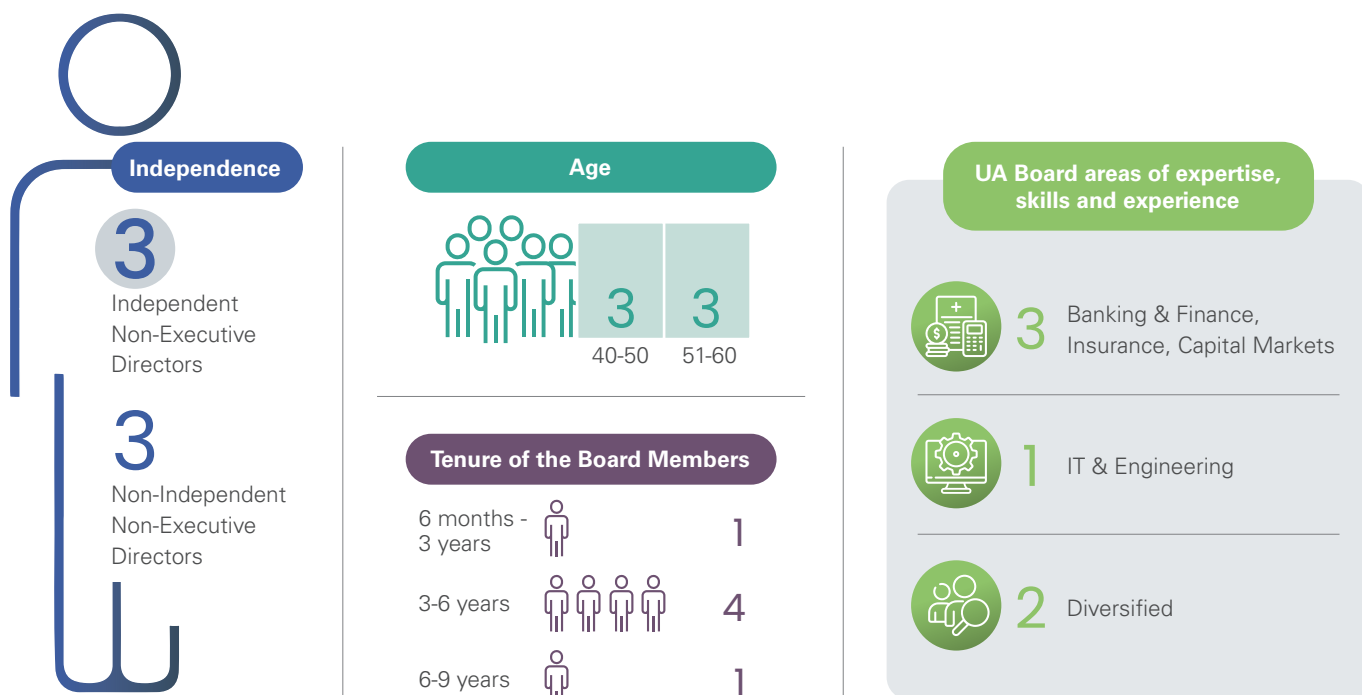 Independence
3
Independent
Non-Executive
Directors
3
Non-Independent
Non-Executive
Directors
Age
3
40-50
3
51-60
Tenure of the Board Members
6 months -
3 years
1
3-6 years
4
6-9 years
1
UA Board areas of expertise,
skills and experience
3
Banking & Finance,
Insurance, Capital Markets
1
IT & Engineering
2
Diversified